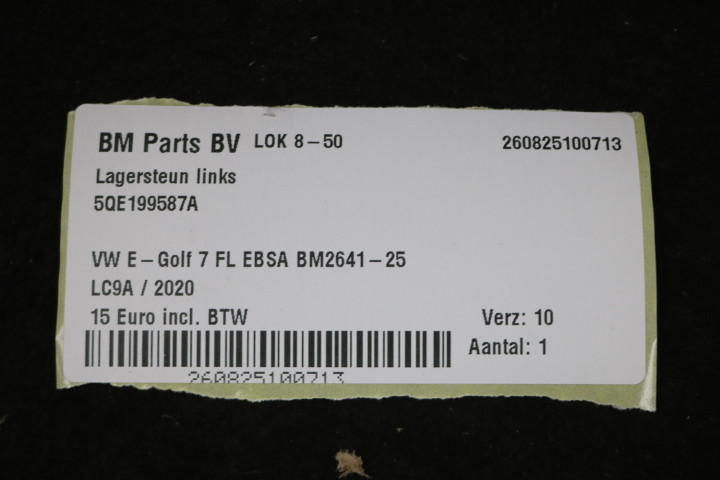 BM Parts BV LOK 8-50 260825100713
Lagersteun links
5QE199587A
VW E-Golf 7 FL EBSA BM2641-25
LC9A / 2020
15 Euro incl. BTW Verz: 10
Aantal: 1
260825100713